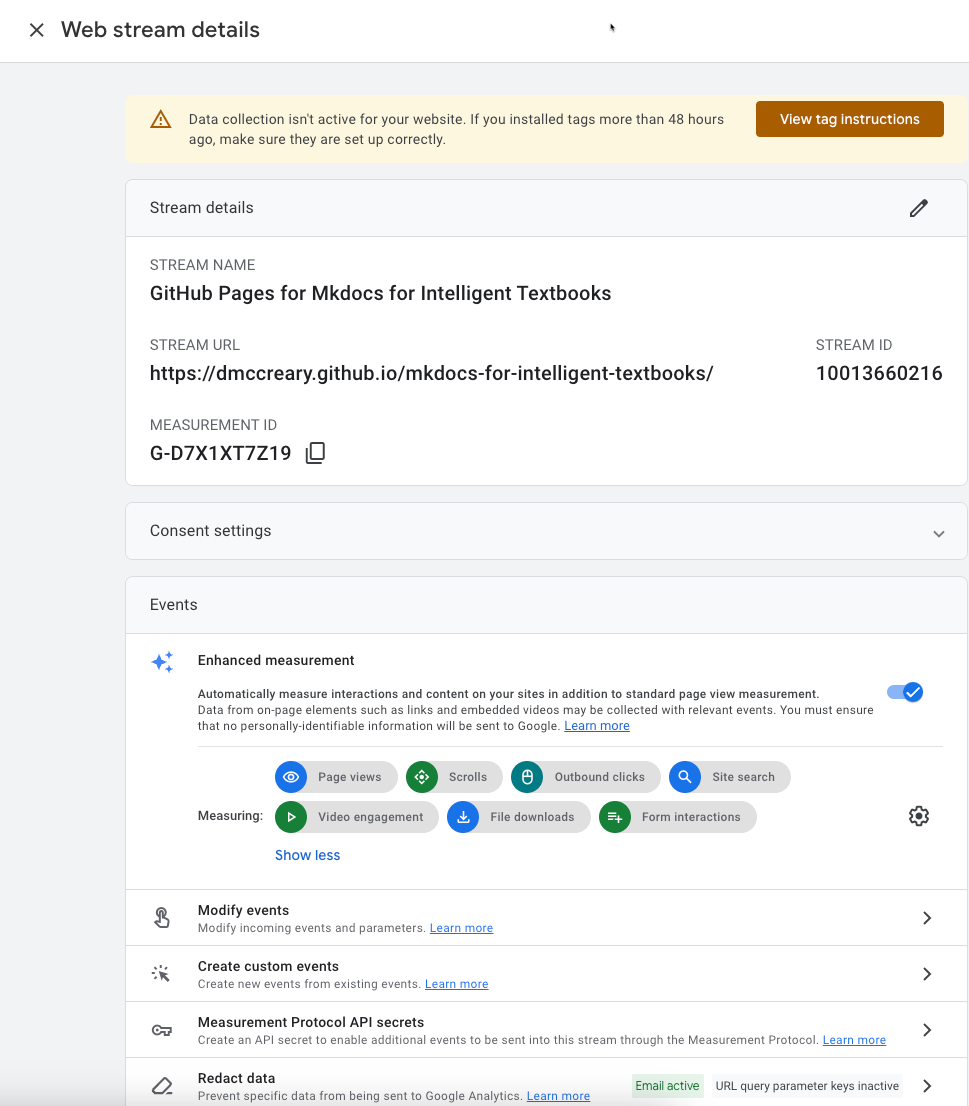 Web stream details
Data collection isn't active for your website. If you installed tags more than 48 hours
ago, make sure they are set up correctly.
View tag instructions
Stream details
STREAM NAME
GitHub Pages for Mkdocs for Intelligent Textbooks
STREAM URL
STREAM ID
https://dmccreary.github.io/mkdocs-for-intelligent-textbooks/
10013660216
MEASUREMENT ID
G-D7X1XT7Z19
Consent settings
Events
Enhanced measurement
Automatically measure interactions and content on your sites in addition to standard page view measurement.
Data from on-page elements such as links and embedded videos may be collected with relevant events. You must ensure
that no personally-identifiable information will be sent to Google. Learn more
Page views Scrolls Outbound clicks Site search
Measuring: Video engagement File downloads Form interactions
Show less
Modify events
Modify incoming events and parameters. Learn more
Create custom events
Create new events from existing events. Learn more
Measurement Protocol API secrets
Create an API secret to enable additional events to be sent into this stream through the Measurement Protocol. Learn more
Redact data
Prevent specific data from being sent to Google Analytics. Learn more
Email active URL query parameter keys inactive